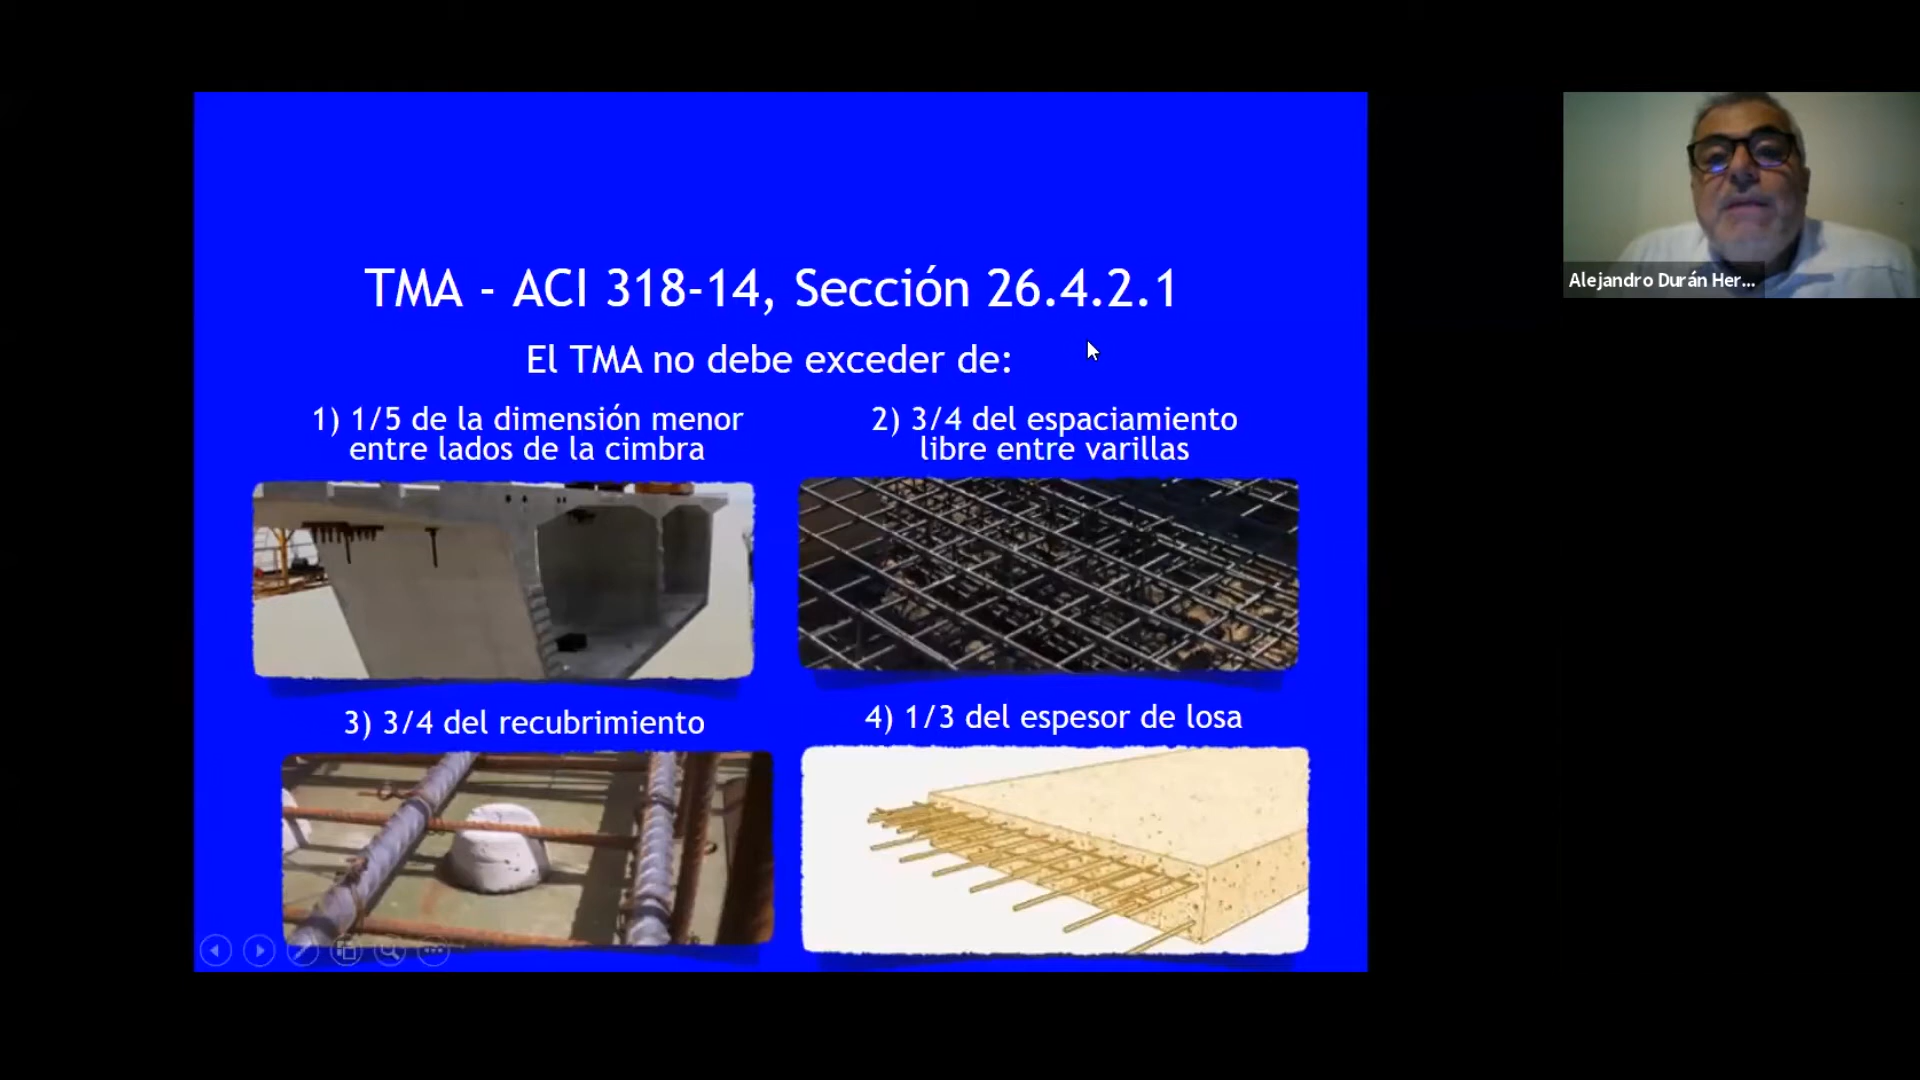 TMA - ACI 318-14, Sección 26.4.2.1
El TMA no debe exceder de:
1) 1/5 de la dimensión menor
entre lados de la cimbra
2) 3/4 del espaciamiento
libre entre varillas
3) 3/4 del recubrimiento
4) 1/3 del espesor de losa
Alejandro Durán Her...